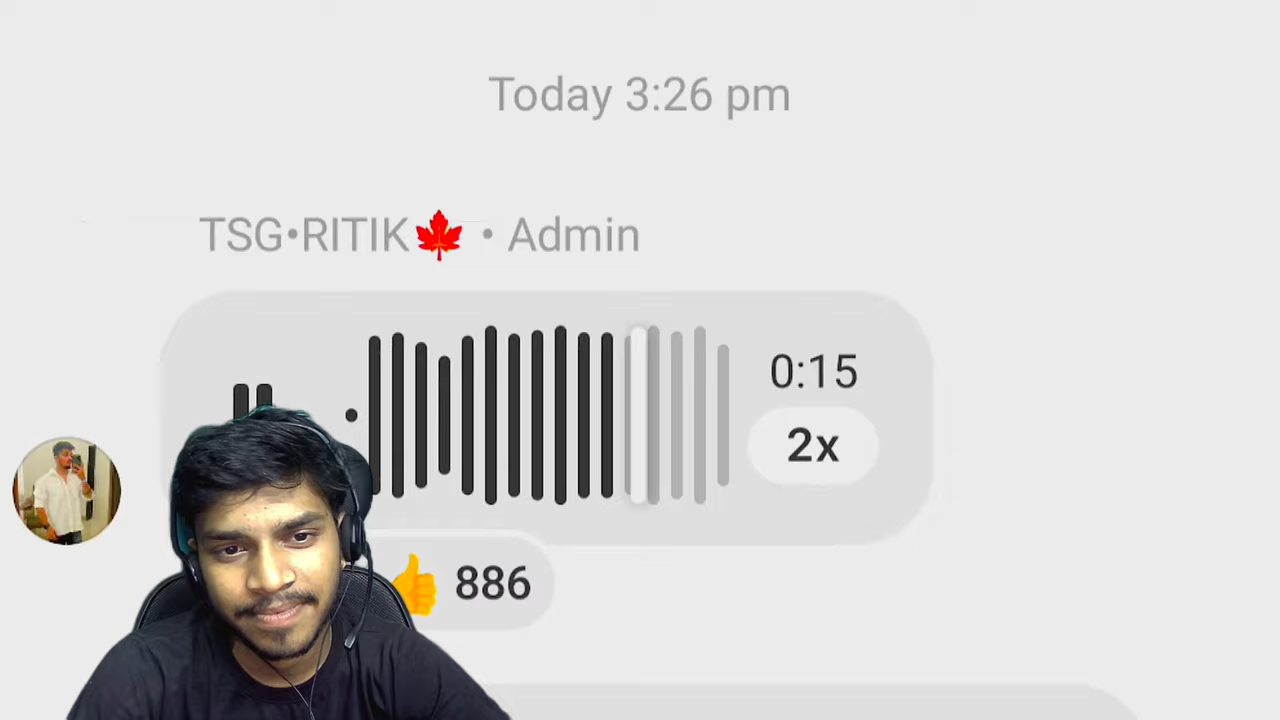 Today 3:26 pm
TSG•RITIK🍁 • Admin
0:15
2x
👍 886